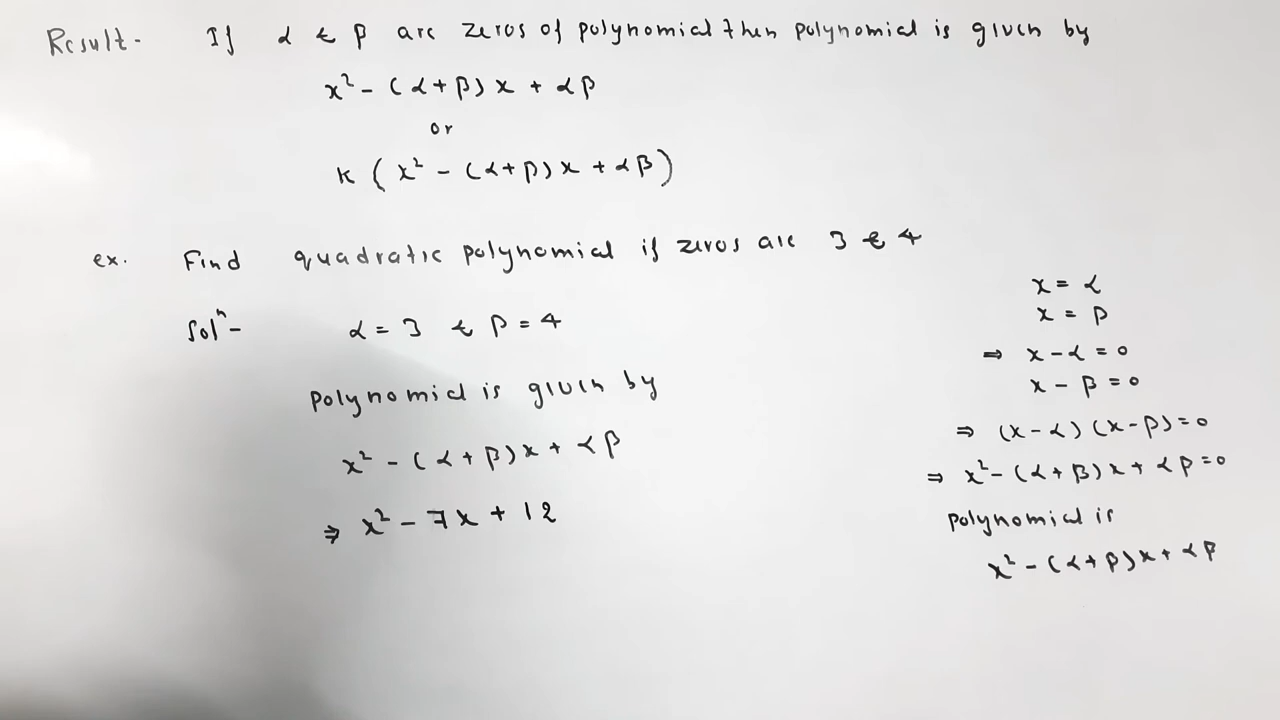 Result- If α & β are zeros of polynomial then polynomial is given by
x² - (α+β) x + αβ
or
K (x² - (α+β) x + αβ)
ex. Find quadratic polynomial if zeros are 3 & 4
Solⁿ- α = 3 & β = 4
polynomial is given by
x² - (α+β) x + αβ
⇒ x² - 7x + 12
x = α
x = β
⇒ x - α = 0
x - β = 0
⇒ (x-α) (x-β) = 0
⇒ x² - (α+β) x + αβ = 0
polynomial is
x² - (α+β) x + αβ